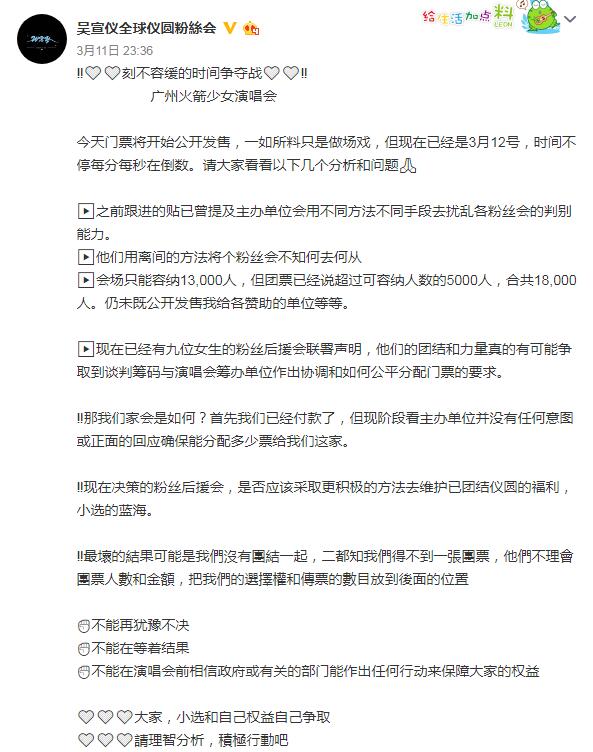 吴宣仪全球仪圆粉絲会
给生活加点料
LEON
3月11日 23:36
‼♡♡刻不容缓的时间争夺战♡♡‼
广州火箭少女演唱会
今天门票将开始公开发售，一如所料只是做场戏，但现在已经是3月12号，时间不
停每分每秒在倒数。请大家看看以下几个分析和问题🙏
▶之前跟进的贴已曾提及主办单位会用不同方法不同手段去扰乱各粉丝会的判别
能力。
▶他们用离间的方法将个粉丝会不知何去何从
▶会场只能容纳13,000人，但团票已经说超过可容纳人数的5000人，合共18,000
人。仍未既公开发售我给各赞助的单位等等。
▶现在已经有九位女生的粉丝后援会联署声明，他们的团结和力量真的有可能争
取到谈判筹码与演唱会筹办单位作出协调和如何公平分配门票的要求。
‼那我们家会是如何？首先我们已经付款了，但现阶段看主办单位并没有任何意图
或正面的回应确保能分配多少票给我们这家。
‼现在决策的粉丝后援会，是否应该采取更积极的方法去维护已团结仪圆的福利，
小选的蓝海。
‼最壞的結果可能是我們沒有團結一起，二都知我們得不到一張團票，他們不理會
團票人數和金額，把我們的選擇權和傳票的數目放到後面的位置
✊不能再犹豫不决
✊不能在等着结果
✊不能在演唱会前相信政府或有关的部门能作出任何行动来保障大家的权益
♡♡♡大家，小选和自己权益自己争取
♡♡♡請理智分析，積極行動吧